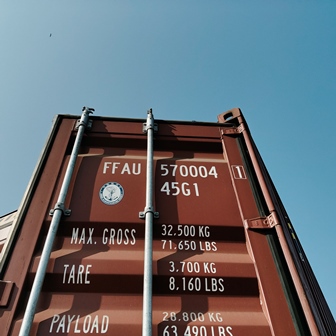 FFAU 570004 1
45G1
MAX. GROSS 32.500 KG
71.650 LBS
TARE 3.700 KG
8.160 LBS
PAYLOAD 28.800 KG
63.490 LBS